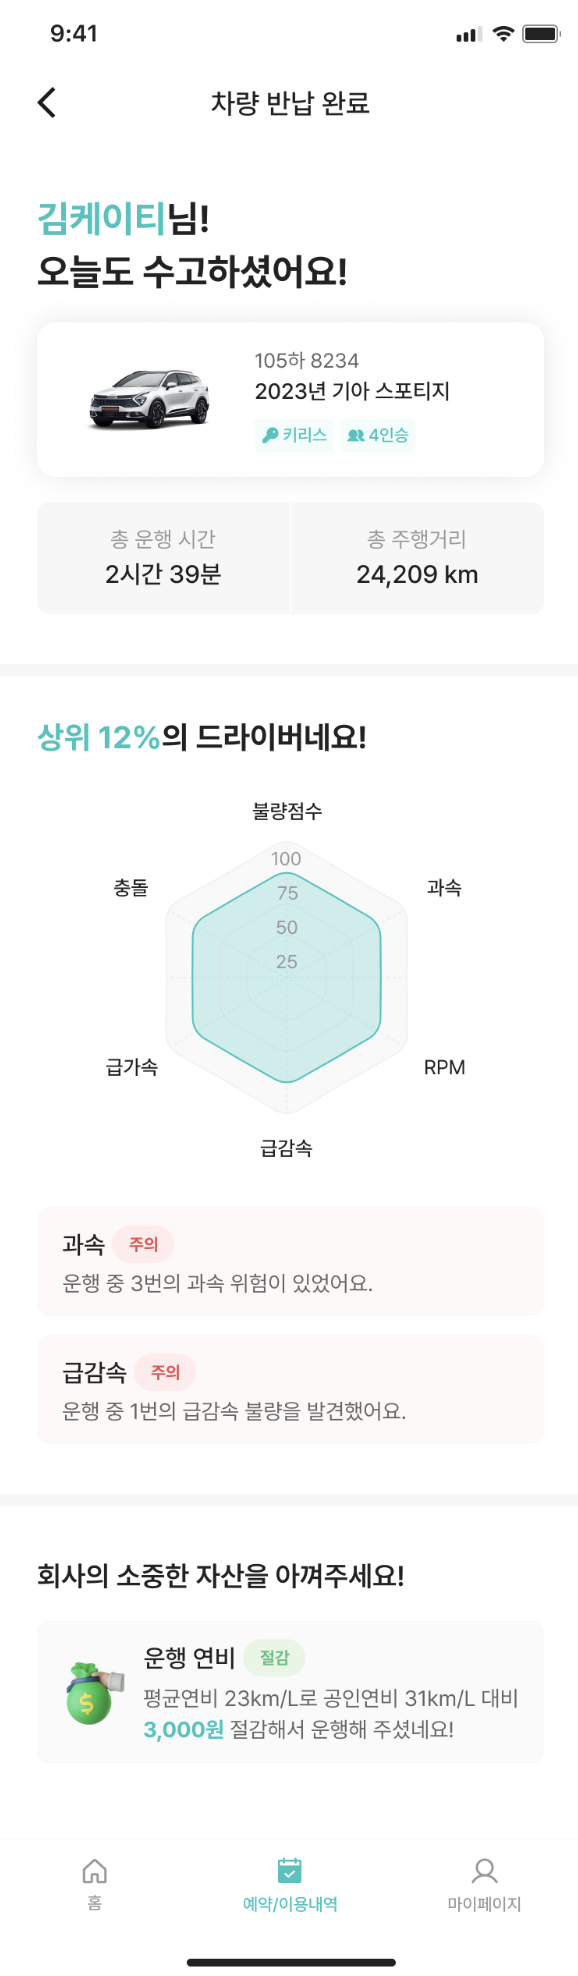 9:41
차량 반납 완료
김케이티님!
오늘도 수고하셨어요!
105하 8234
2023년 기아 스포티지
키리스
4인승
총 운행 시간
총 주행거리
2시간 39분
24,209 km
상위 12%의 드라이버네요!
불량점수
100
충돌
과속
75
50
25
급가속
RPM
급감속
과속 주의
운행 중 3번의 과속 위험이 있었어요.
급감속 주의
운행 중 1번의 급감속 불량을 발견했어요.
회사의 소중한 자산을 아껴주세요!
운행 연비 절감
평균연비 23km/L로 공인연비 31km/L 대비
3,000원 절감해서 운행해 주셨네요!
$
홈
예약/이용내역
마이페이지